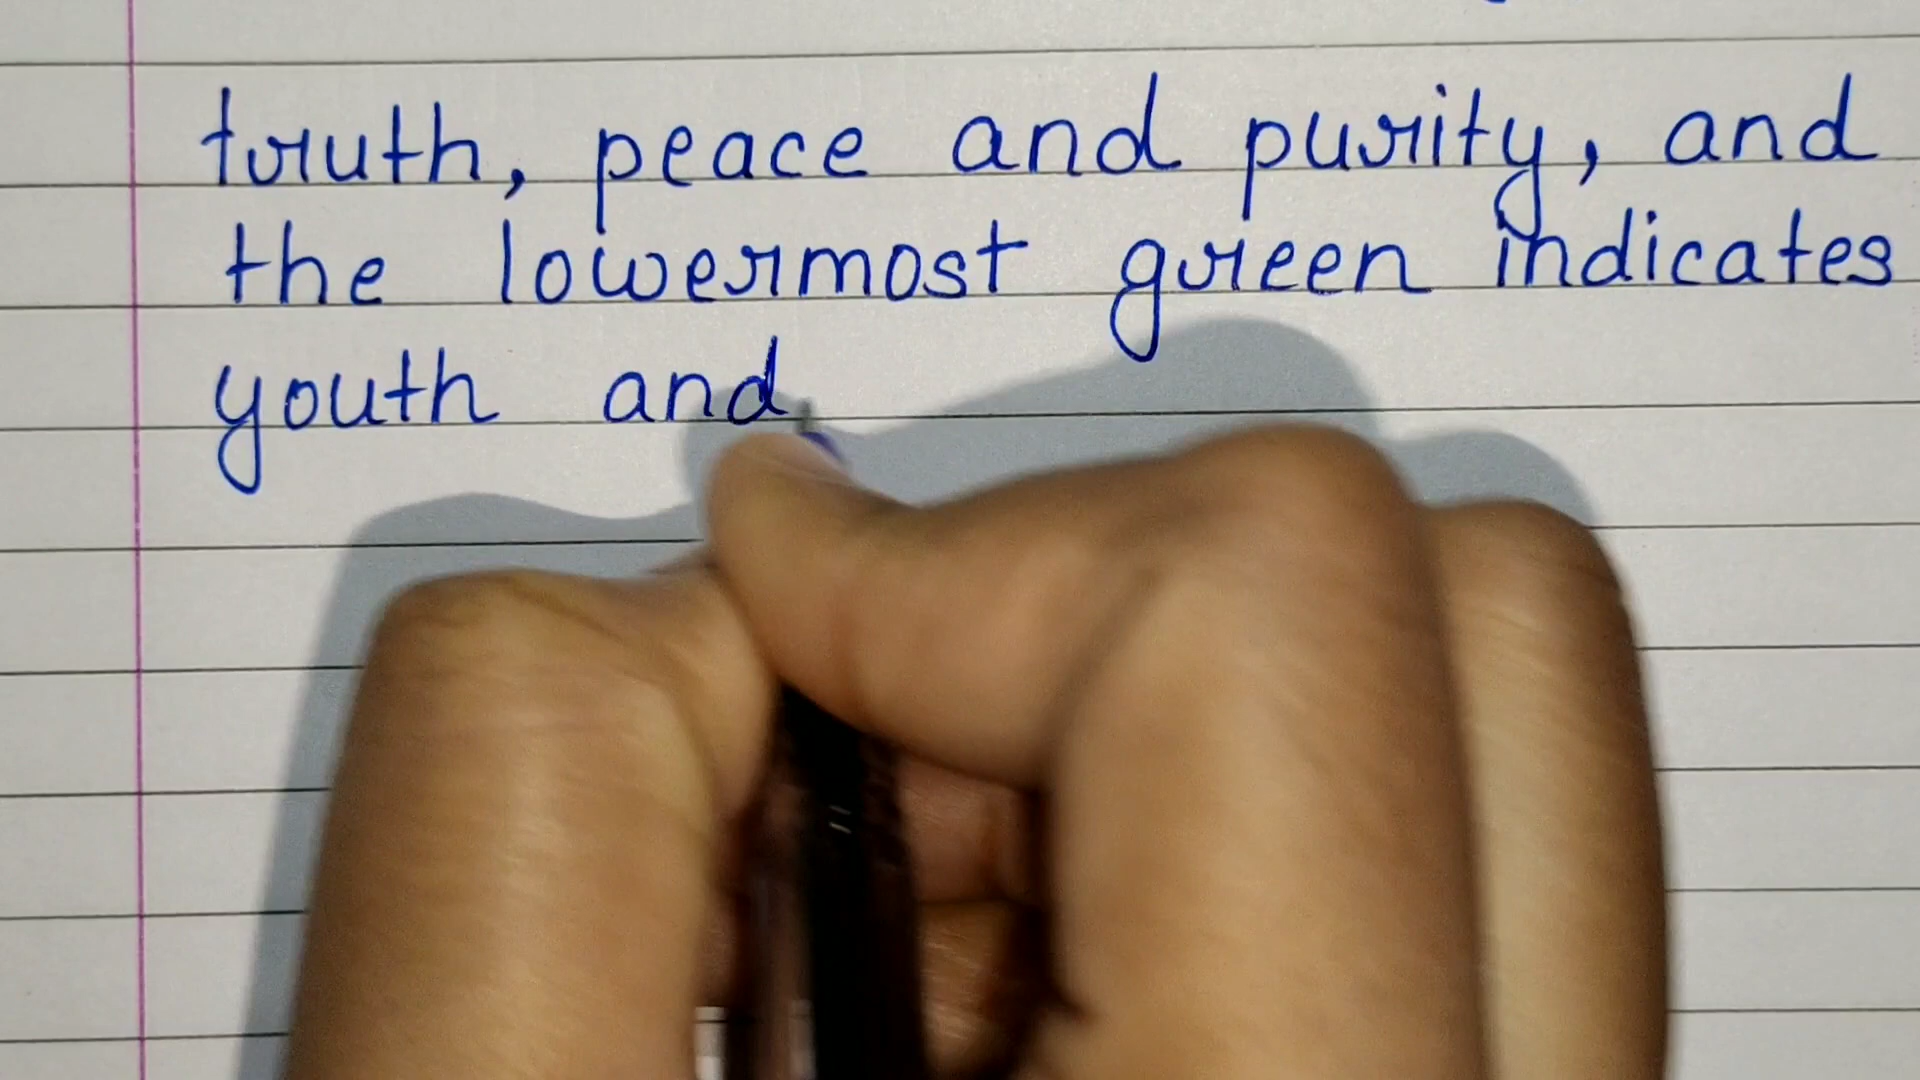 truth, peace and purity, and
the lowermost green indicates
youth and